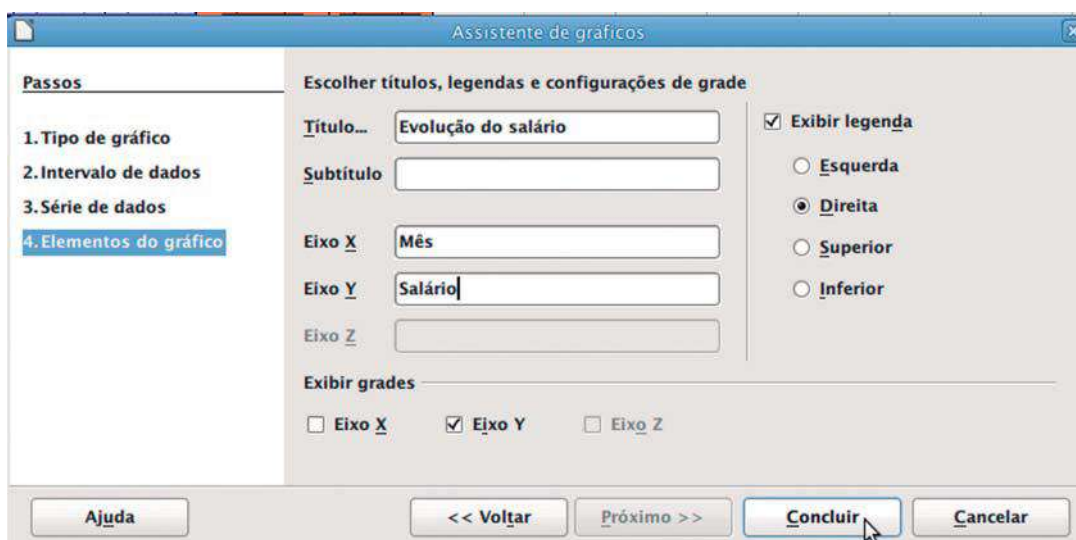 Assistente de gráficos
Passos
1. Tipo de gráfico
2. Intervalo de dados
3. Série de dados
4. Elementos do gráfico
Escolher títulos, legendas e configurações de grade
Título... Evolução do salário
Subtítulo
Eixo X Mês
Eixo Y Salário
Eixo Z
Exibir legenda
Esquerda
Direita
Superior
Inferior
Exibir grades
Eixo X Eixo Y Eixo Z
Ajuda << Voltar Próximo >> Concluir Cancelar